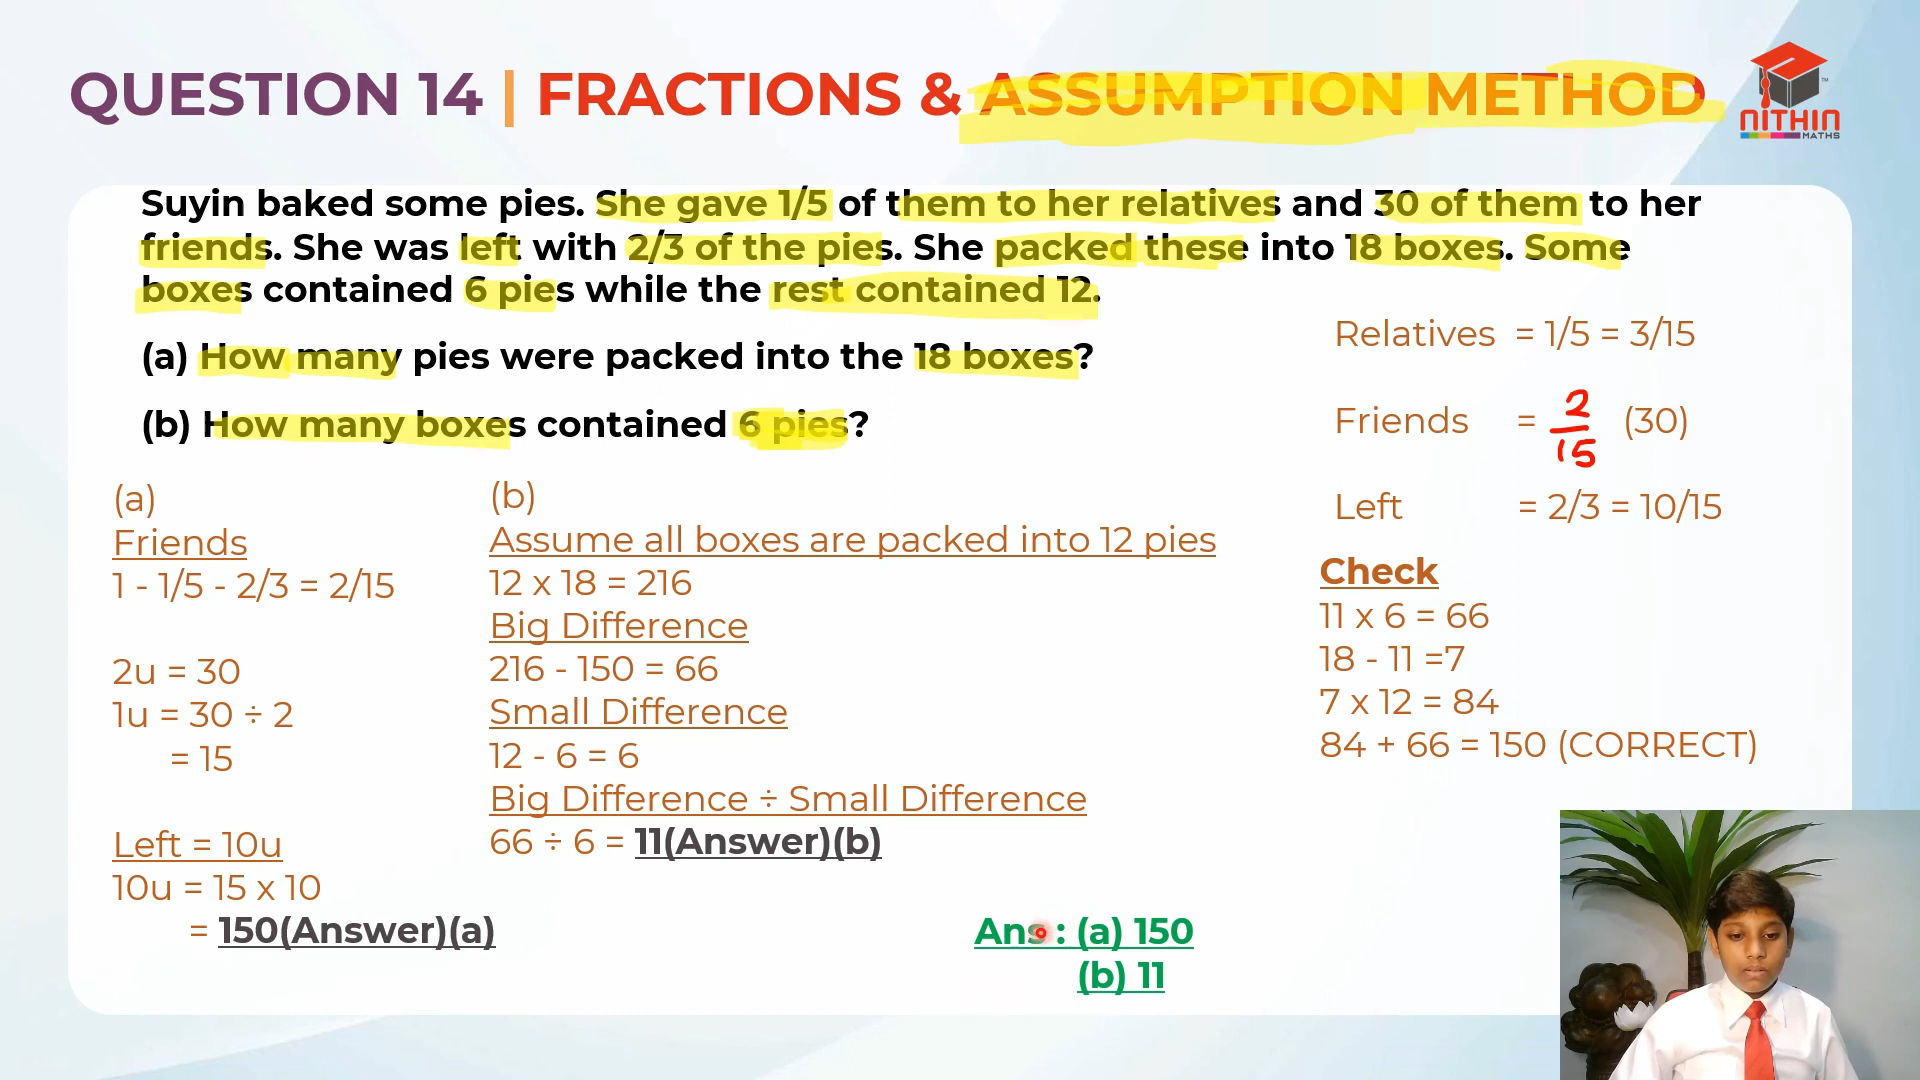 QUESTION 14 | FRACTIONS & ASSUMPTION METHOD
NITHIN
MATHS
TM
Suyin baked some pies. She gave 1/5 of them to her relatives and 30 of them to her
friends. She was left with 2/3 of the pies. She packed these into 18 boxes. Some
boxes contained 6 pies while the rest contained 12.
(a) How many pies were packed into the 18 boxes?
(b) How many boxes contained 6 pies?
(a)
Friends
1 - 1/5 - 2/3 = 2/15
2u = 30
1u = 30 ÷ 2
= 15
Left = 10u
10u = 15 x 10
= 150(Answer)(a)
(b)
Assume all boxes are packed into 12 pies
12 x 18 = 216
Big Difference
216 - 150 = 66
Small Difference
12 - 6 = 6
Big Difference ÷ Small Difference
66 ÷ 6 = 11(Answer)(b)
Relatives = 1/5 = 3/15
Friends = 2/15 (30)
Left = 2/3 = 10/15
Check
11 x 6 = 66
18 - 11 =7
7 x 12 = 84
84 + 66 = 150 (CORRECT)
Ans : (a) 150
(b) 11